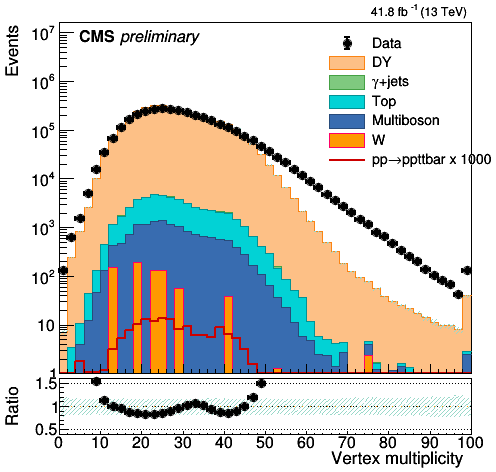 41.8 fb⁻¹ (13 TeV)
CMS preliminary
Events
10⁷
10⁶
10⁵
10⁴
10³
10²
10
1
Data
DY
γ+jets
Top
Multiboson
W
pp→ppttbar x 1000
Ratio
1.5
1
0.5
0 10 20 30 40 50 60 70 80 90 100
Vertex multiplicity